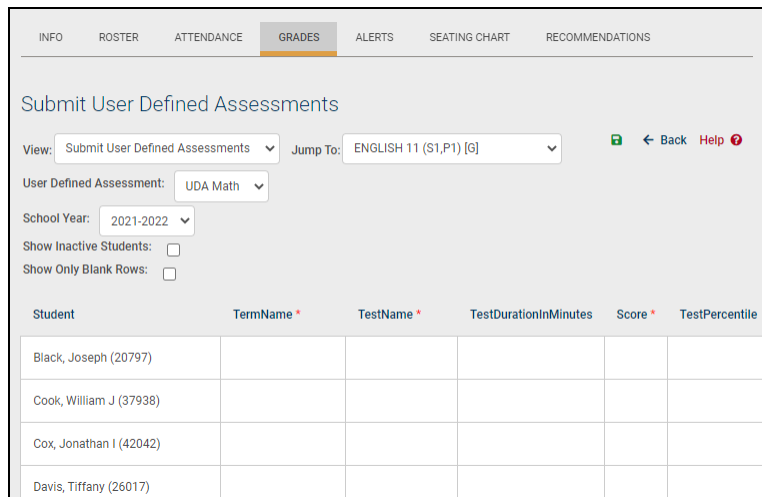 INFO ROSTER ATTENDANCE GRADES ALERTS SEATING CHART RECOMMENDATIONS
Submit User Defined Assessments
View: Submit User Defined Assessments Jump To: ENGLISH 11 (S1,P1) [G] Back Help ?
User Defined Assessment: UDA Math
School Year: 2021-2022
Show Inactive Students:
Show Only Blank Rows:
Student TermName * TestName * TestDurationInMinutes Score * TestPercentile
Black, Joseph (20797)
Cook, William J (37938)
Cox, Jonathan I (42042)
Davis, Tiffany (26017)